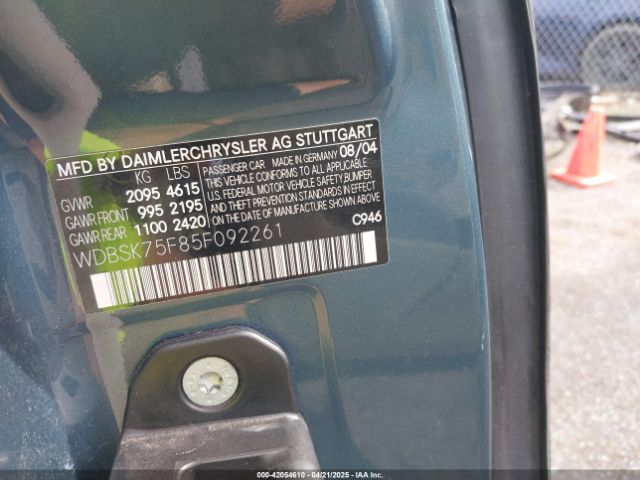 MFD BY DAIMLERCHRYSLER AG STUTTGART
KG LBS
GVWR 2095 4615
GAWR FRONT 995 2195
GAWR REAR 1100 2420
PASSENGER CAR MADE IN GERMANY 08/04
THIS VEHICLE CONFORMS TO ALL APPLICABLE
U.S. FEDERAL MOTOR VEHICLE SAFETY, BUMPER,
AND THEFT PREVENTION STANDARDS IN EFFECT
ON THE DATE OF MANUFACTURE SHOWN ABOVE.
C946
WDBSK75F85F092261
000-42054610 - 04/21/2025 - IAAI.COM